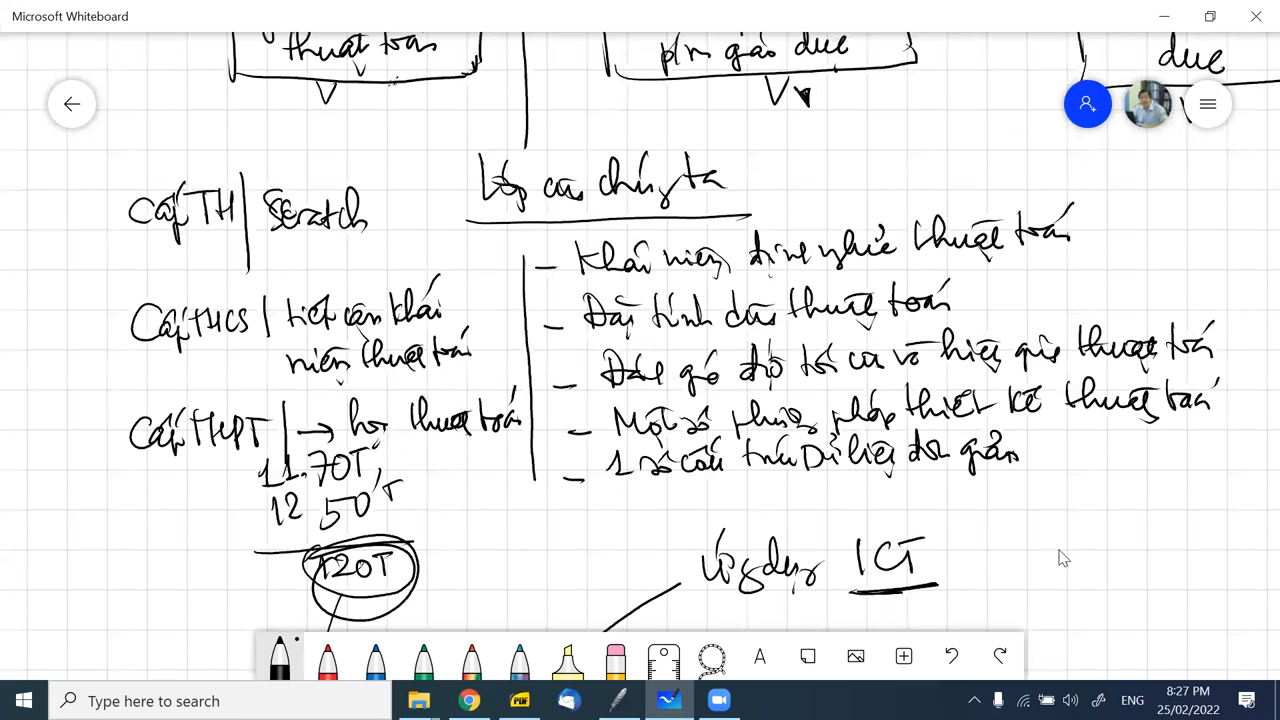 Microsoft Whiteboard
thuật toán
pm giáo dục
dục
Lớp của chúng ta
Cấp TH | Scratch
Cấp THCS | tiếp cận khái
niệm thuật toán
Cấp THPT | → học thuật toán
11. 70T
12 50T
120T
- Khái niệm, định nghĩa thuật toán
- Đặc tính của thuật toán
- Đánh giá độ tối ưu và hiệu quả thuật toán
- Một số phương pháp thiết kế thuật toán
- 1 số cấu trúc Dữ liệu đơn giản
Ứng dụng ICT
Type here to search
ENG
8:27 PM
25/02/2022